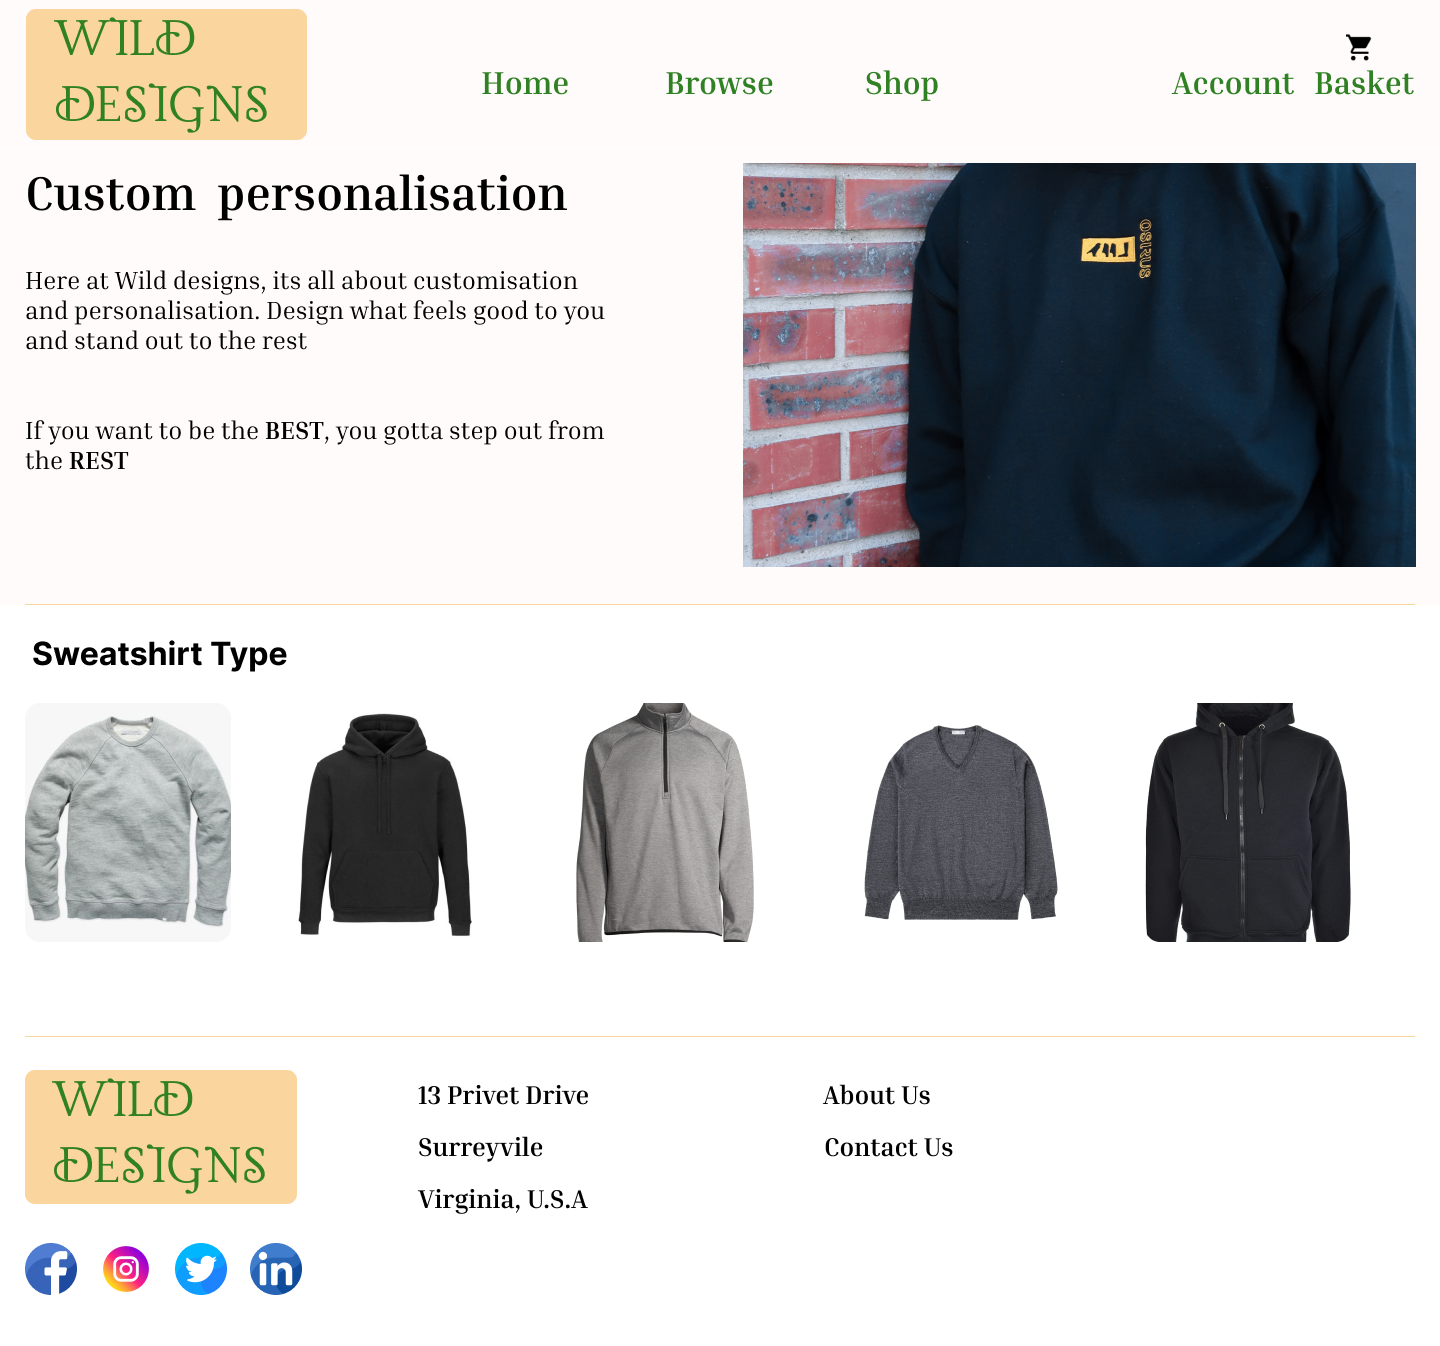 WILD
DESIGNS
Home Browse Shop Account Basket
Custom personalisation
Here at Wild designs, its all about customisation
and personalisation. Design what feels good to you
and stand out to the rest
If you want to be the BEST, you gotta step out from
the REST
OSIRUS
Sweatshirt Type
WILD
DESIGNS
13 Privet Drive
Surreyvile
Virginia, U.S.A
About Us
Contact Us